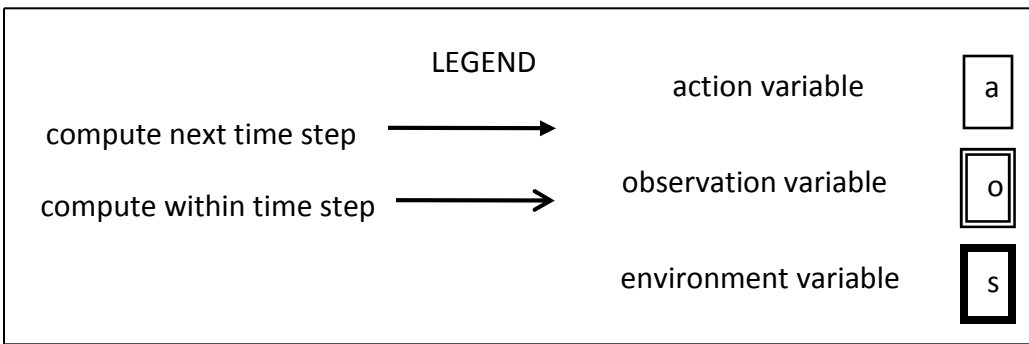 LEGEND
action variable a
compute next time step
observation variable o
compute within time step
environment variable s